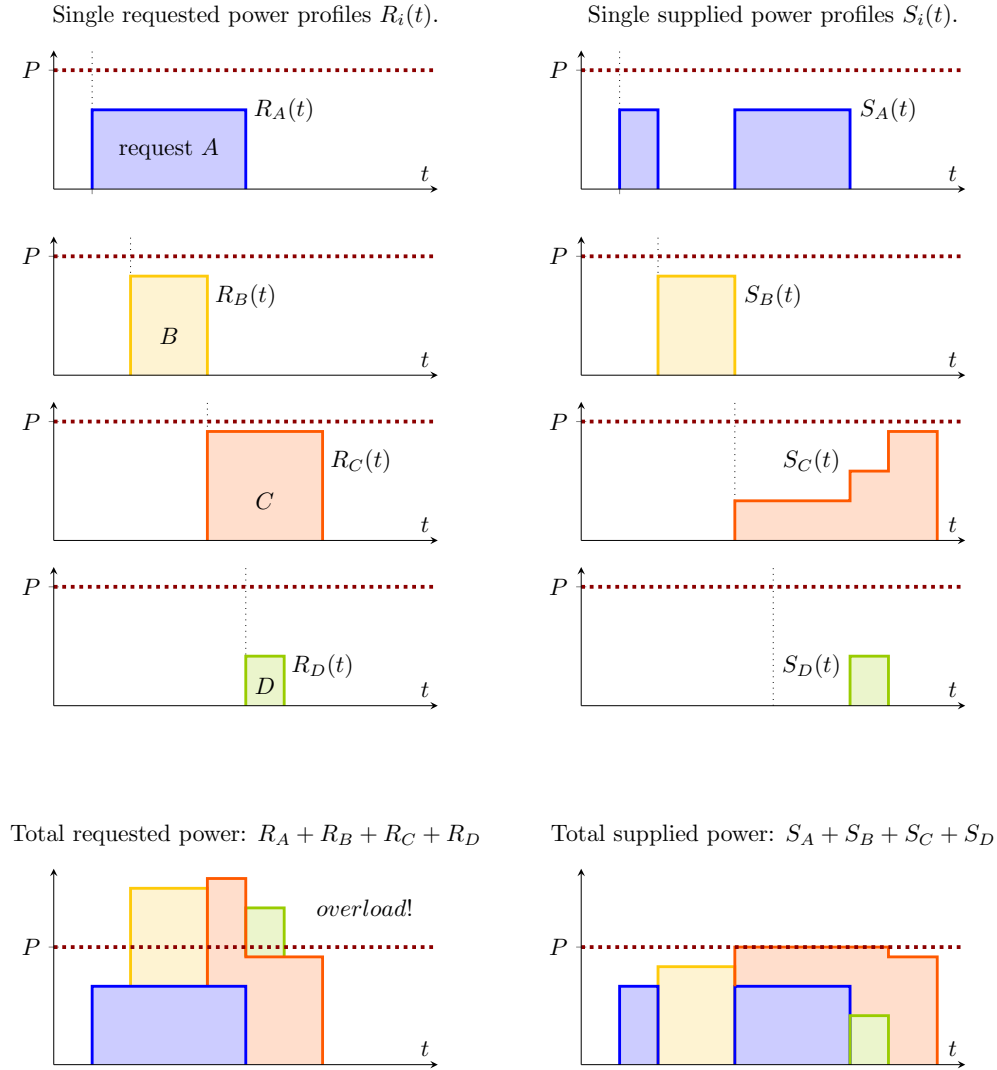 Single requested power profiles R_i(t).
Single supplied power profiles S_i(t).
P
R_A(t)
request A
t
P
S_A(t)
t
P
R_B(t)
B
t
P
S_B(t)
t
P
R_C(t)
C
t
P
S_C(t)
t
P
R_D(t)
D
t
P
S_D(t)
t
Total requested power: R_A + R_B + R_C + R_D
Total supplied power: S_A + S_B + S_C + S_D
overload!
P
t
P
t